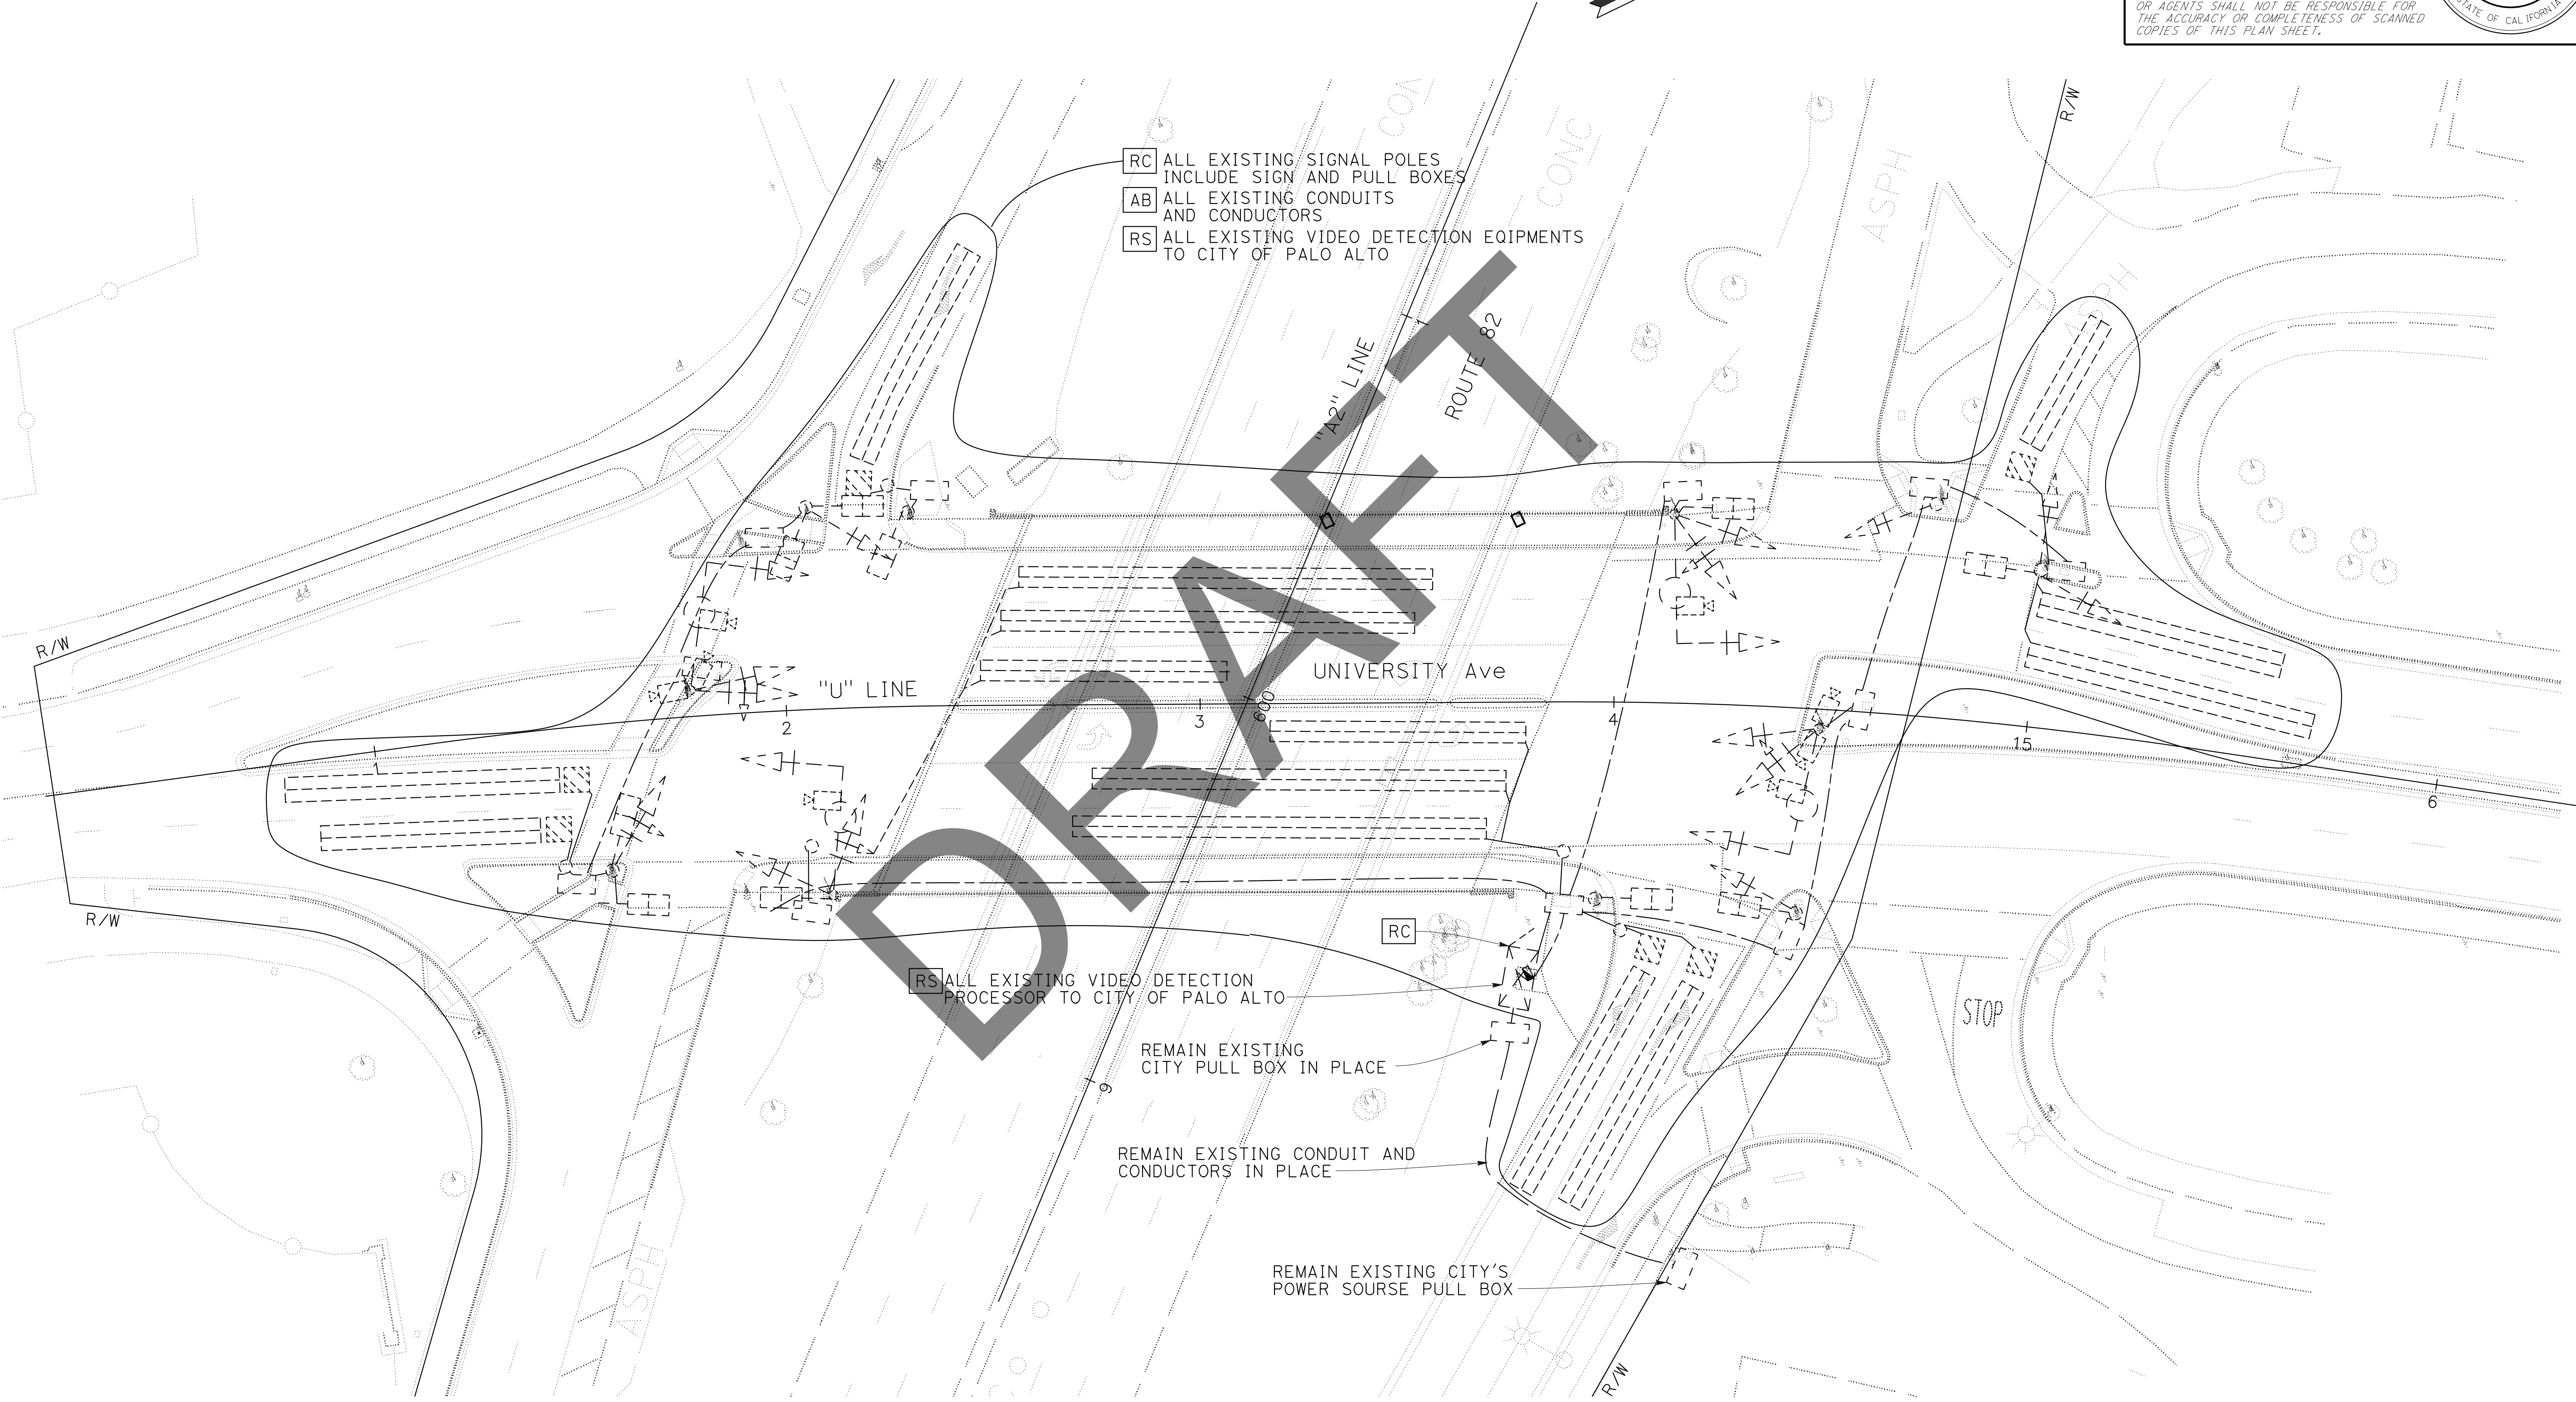 OR AGENTS SHALL NOT BE RESPONSIBLE FOR
THE ACCURACY OR COMPLETENESS OF SCANNED
COPIES OF THIS PLAN SHEET.
STATE OF CALIFORNIA
R/W
CONC
ASPH
ASPH
RC ALL EXISTING SIGNAL POLES
INCLUDE SIGN AND PULL BOXES
AB ALL EXISTING CONDUITS
AND CONDUCTORS
RS ALL EXISTING VIDEO DETECTION EQIPMENTS
TO CITY OF PALO ALTO
1
"A2" LINE
ROUTE 82
DRAFT
R/W
"U" LINE
UNIVERSITY Ave
1
2
3
600
4
15
6
R/W
RC
RS ALL EXISTING VIDEO DETECTION
PROCESSOR TO CITY OF PALO ALTO
STOP
REMAIN EXISTING
CITY PULL BOX IN PLACE
9
REMAIN EXISTING CONDUIT AND
CONDUCTORS IN PLACE
ASPH
REMAIN EXISTING CITY'S
POWER SOURSE PULL BOX
R/W